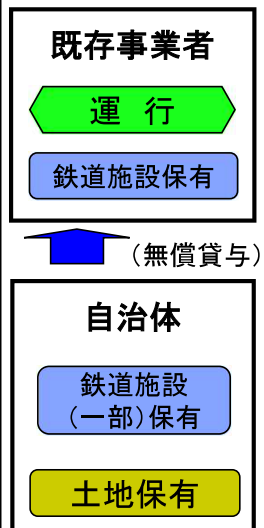 既存事業者
運 行
鉄道施設保有
（無償貸与）
自治体
鉄道施設
（一部）保有
土地保有